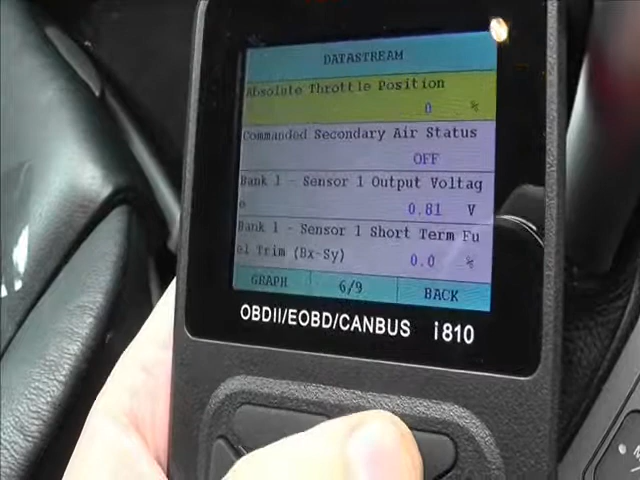 DATASTREAM
Absolute Throttle Position
0 %
Commanded Secondary Air Status
OFF
Bank 1 - Sensor 1 Output Voltag
e
0.81 V
Bank 1 - Sensor 1 Short Term Fu
el Trim (Bx-Sy)
0.0 %
GRAPH 6/9 BACK
OBDII/EOBD/CANBUS i810